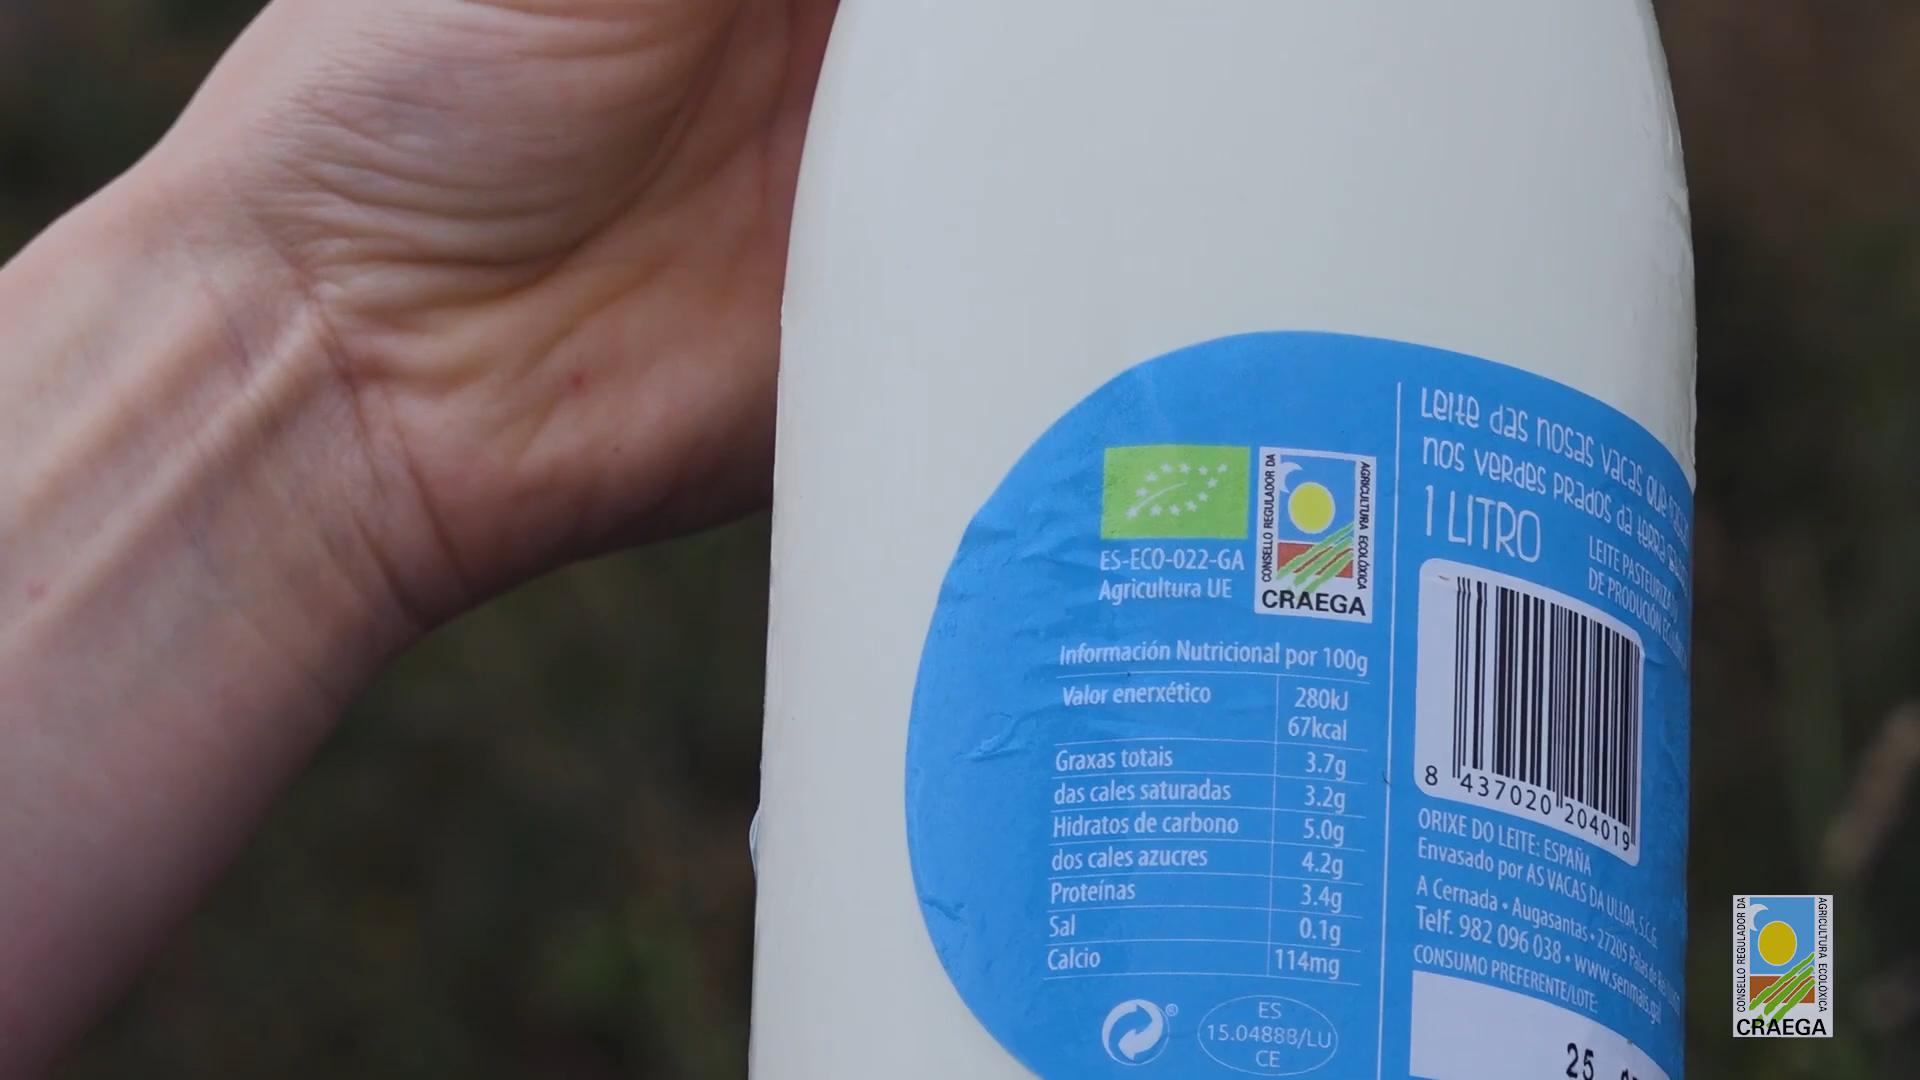 ES-ECO-022-GA
Agricultura UE
CONSELLO REGULADOR DA
AGRICULTURA ECOLÓXICA
CRAEGA
Información Nutricional por 100g
Valor enerxético 280kJ
67kcal
Graxas totais 3.7g
das cales saturadas 3.2g
Hidratos de carbono 5.0g
dos cales azucres 4.2g
Proteínas 3.4g
Sal 0.1g
Calcio 114mg
ES
15.04888/LU
CE
Leite das nosas vacas que
nos verdes prados da terra
1 LITRO
LEITE PASTEURIZADO
DE PRODUCIÓN
8 437020 204019
ORIXE DO LEITE: ESPAÑA
Envasado por AS VACAS DA ULLOA, S.C.G.
A Cernada • Augasantas • 27205 Palas de Rei
Telf. 982 096 038 • www.senmais.gal
CONSUMO PREFERENTE/LOTE:
25
CONSELLO REGULADOR DA
AGRICULTURA ECOLÓXICA
CRAEGA